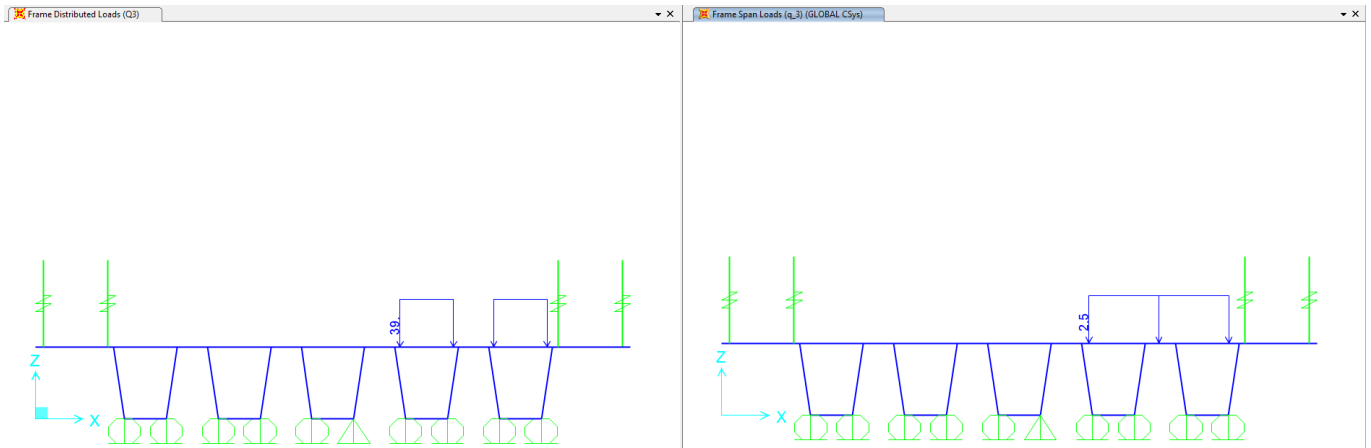 Frame Distributed Loads (Q3)
39.
Z
X
Frame Span Loads (q_3) (GLOBAL CSys)
2.5
Z
X